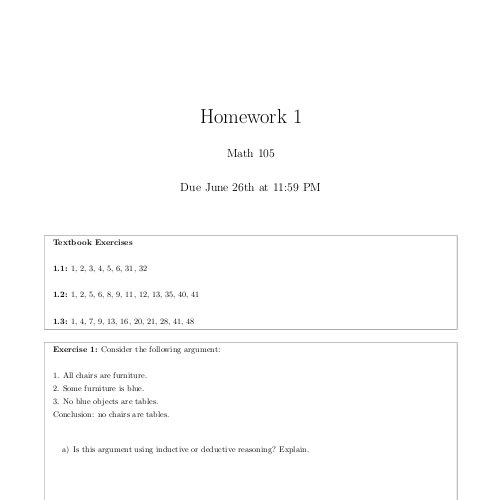 Homework 1
Math 105
Due June 26th at 11:59 PM
Textbook Exercises
1.1: 1, 2, 3, 4, 5, 6, 31, 32
1.2: 1, 2, 5, 6, 8, 9, 11, 12, 13, 35, 40, 41
1.3: 1, 4, 7, 9, 13, 16, 20, 21, 28, 41, 48
Exercise 1: Consider the following argument:
1. All chairs are furniture.
2. Some furniture is blue.
3. No blue objects are tables.
Conclusion: no chairs are tables.
a) Is this argument using inductive or deductive reasoning? Explain.